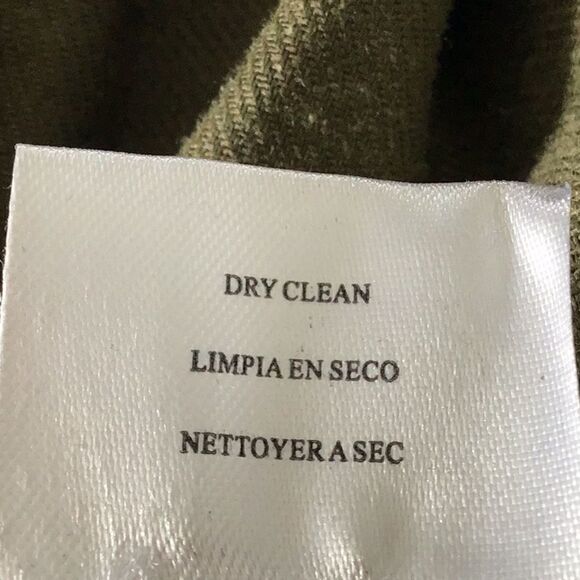 DRY CLEAN
LIMPIA EN SECO
NETTOYER A SEC